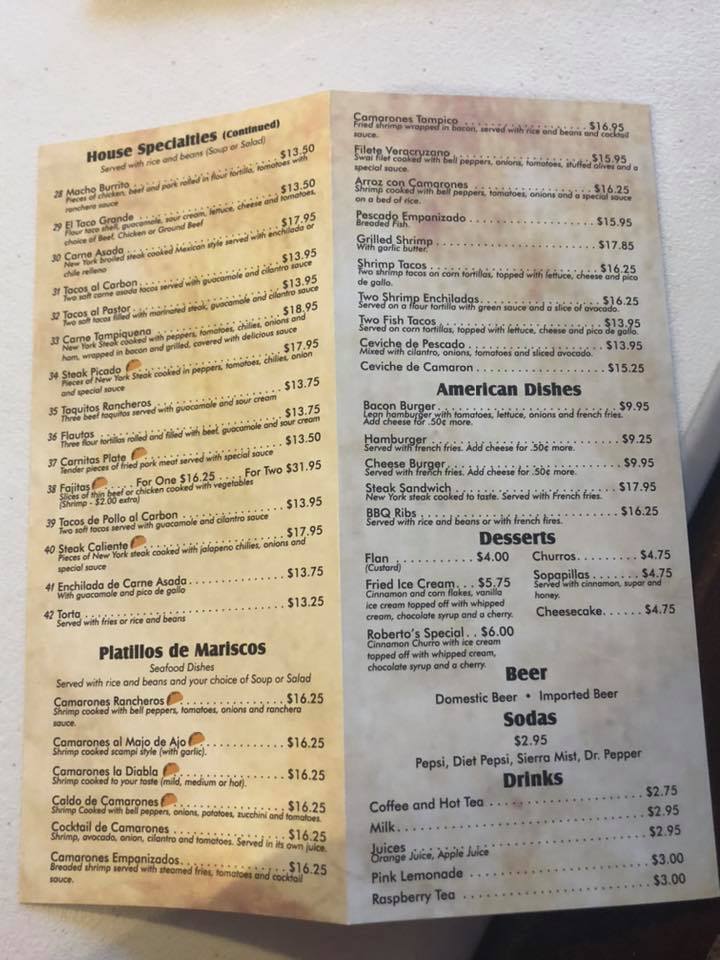 House Specialties (Continued)
Served with rice and beans (Soup or Salad)
28 Macho Burrito $13.50
Pieces of chicken, beef and pork rolled in flour tortilla, tomatoes with
ranchera sauce
29 El Taco Grande $13.50
Flour taco shell, guacamole, sour cream, lettuce, cheese and tomatoes,
choice of Beef, Chicken or Ground Beef
30 Carne Asada $17.95
New York broiled steak cooked Mexican style served with enchilada or
chile relleno
31 Tacos al Carbon $13.95
Two soft carne asada tacos served with guacamole and cilantro sauce
32 Tacos al Pastor $13.95
Two soft tacos filled with marinated steak, guacamole and cilantro sauce
33 Carne Tampiquena $18.95
New York Steak cooked with peppers, tomatoes, chilies, onions and
ham, wrapped in bacon and grilled, covered with delicious sauce
34 Steak Picado $17.95
Pieces of New York Steak cooked in peppers, tomatoes, chilies, onion
and special sauce
35 Taquitos Rancheros $13.75
Three beef taquitos served with guacamole and sour cream
36 Flautas $13.75
Three flour tortillas rolled and filled with beef, guacamole and sour cream
37 Carnitas Plate $13.50
Tender pieces of fried pork meat served with special sauce
38 Fajitas For One $16.25 For Two $31.95
Slices of thin beef or chicken cooked with vegetables
(Shrimp - $2.00 extra)
39 Tacos de Pollo al Carbon $13.95
Two soft tacos served with guacamole and cilantro sauce
40 Steak Caliente $17.95
Pieces of New York steak cooked with jalapeno chilies, onions and
special sauce
41 Enchilada de Carne Asada $13.75
With guacamole and pico de gallo
42 Torta $13.25
Served with fries or rice and beans
Platillos de Mariscos
Seafood Dishes
Served with rice and beans and your choice of Soup or Salad
Camarones Rancheros $16.25
Shrimp cooked with bell peppers, tomatoes, onions and ranchera
sauce.
Camarones al Majo de Ajo $16.25
Shrimp cooked scampi style (with garlic).
Camarones la Diabla $16.25
Shrimp cooked to your taste (mild, medium or hot).
Caldo de Camarones $16.25
Shrimp Cooked with bell peppers, onions, potatoes, zucchini and tomatoes.
Cocktail de Camarones $16.25
Shrimp, avocado, onion, cilantro and tomatoes. Served in its own juice.
Camarones Empanizados $16.25
Breaded shrimp served with steamed fries, tomatoes and cocktail
sauce.
Camarones Tampico $16.95
Fried shrimp wrapped in bacon, served with rice and beans and cocktail
sauce.
Filete Veracruzano $15.95
Swai filet cooked with bell peppers, onions, tomatoes, stuffed olives and a
special sauce.
Arroz con Camarones $16.25
Shrimp cooked with bell peppers, tomatoes, onions and a special sauce
on a bed of rice.
Pescado Empanizado $15.95
Breaded Fish.
Grilled Shrimp $17.85
With garlic butter.
Shrimp Tacos $16.25
Two shrimp tacos on corn tortillas, topped with lettuce, cheese and pico
de gallo.
Two Shrimp Enchiladas $16.25
Served on a flour tortilla with green sauce and a slice of avocado.
Two Fish Tacos $13.95
Served on corn tortillas, topped with lettuce, cheese and pico de gallo.
Ceviche de Pescado $13.95
Mixed with cilantro, onions, tomatoes and sliced avocado.
Ceviche de Camaron $15.25
American Dishes
Bacon Burger $9.95
Lean hamburger with tomatoes, lettuce, onions and french fries.
Add cheese for .50¢ more.
Hamburger $9.25
Served with french fries. Add cheese for .50¢ more.
Cheese Burger $9.95
Served with french fries. Add cheese for .50¢ more.
Steak Sandwich $17.95
New York steak cooked to taste. Served with French fries.
BBQ Ribs $16.25
Served with rice and beans or with french fires.
Desserts
Flan $4.00
(Custard)
Fried Ice Cream $5.75
Cinnamon and corn flakes, vanilla
ice cream topped off with whipped
cream, chocolate syrup and a cherry.
Roberto's Special $6.00
Cinnamon Churro with ice cream
topped off with whipped cream,
chocolate syrup and a cherry.
Churros $4.75
Sopapillas $4.75
Served with cinnamon, sugar and
honey.
Cheesecake $4.75
Beer
Domestic Beer • Imported Beer
Sodas
$2.95
Pepsi, Diet Pepsi, Sierra Mist, Dr. Pepper
Drinks
Coffee and Hot Tea $2.75
Milk $2.95
Juices $2.95
Orange Juice, Apple Juice
Pink Lemonade $3.00
Raspberry Tea $3.00